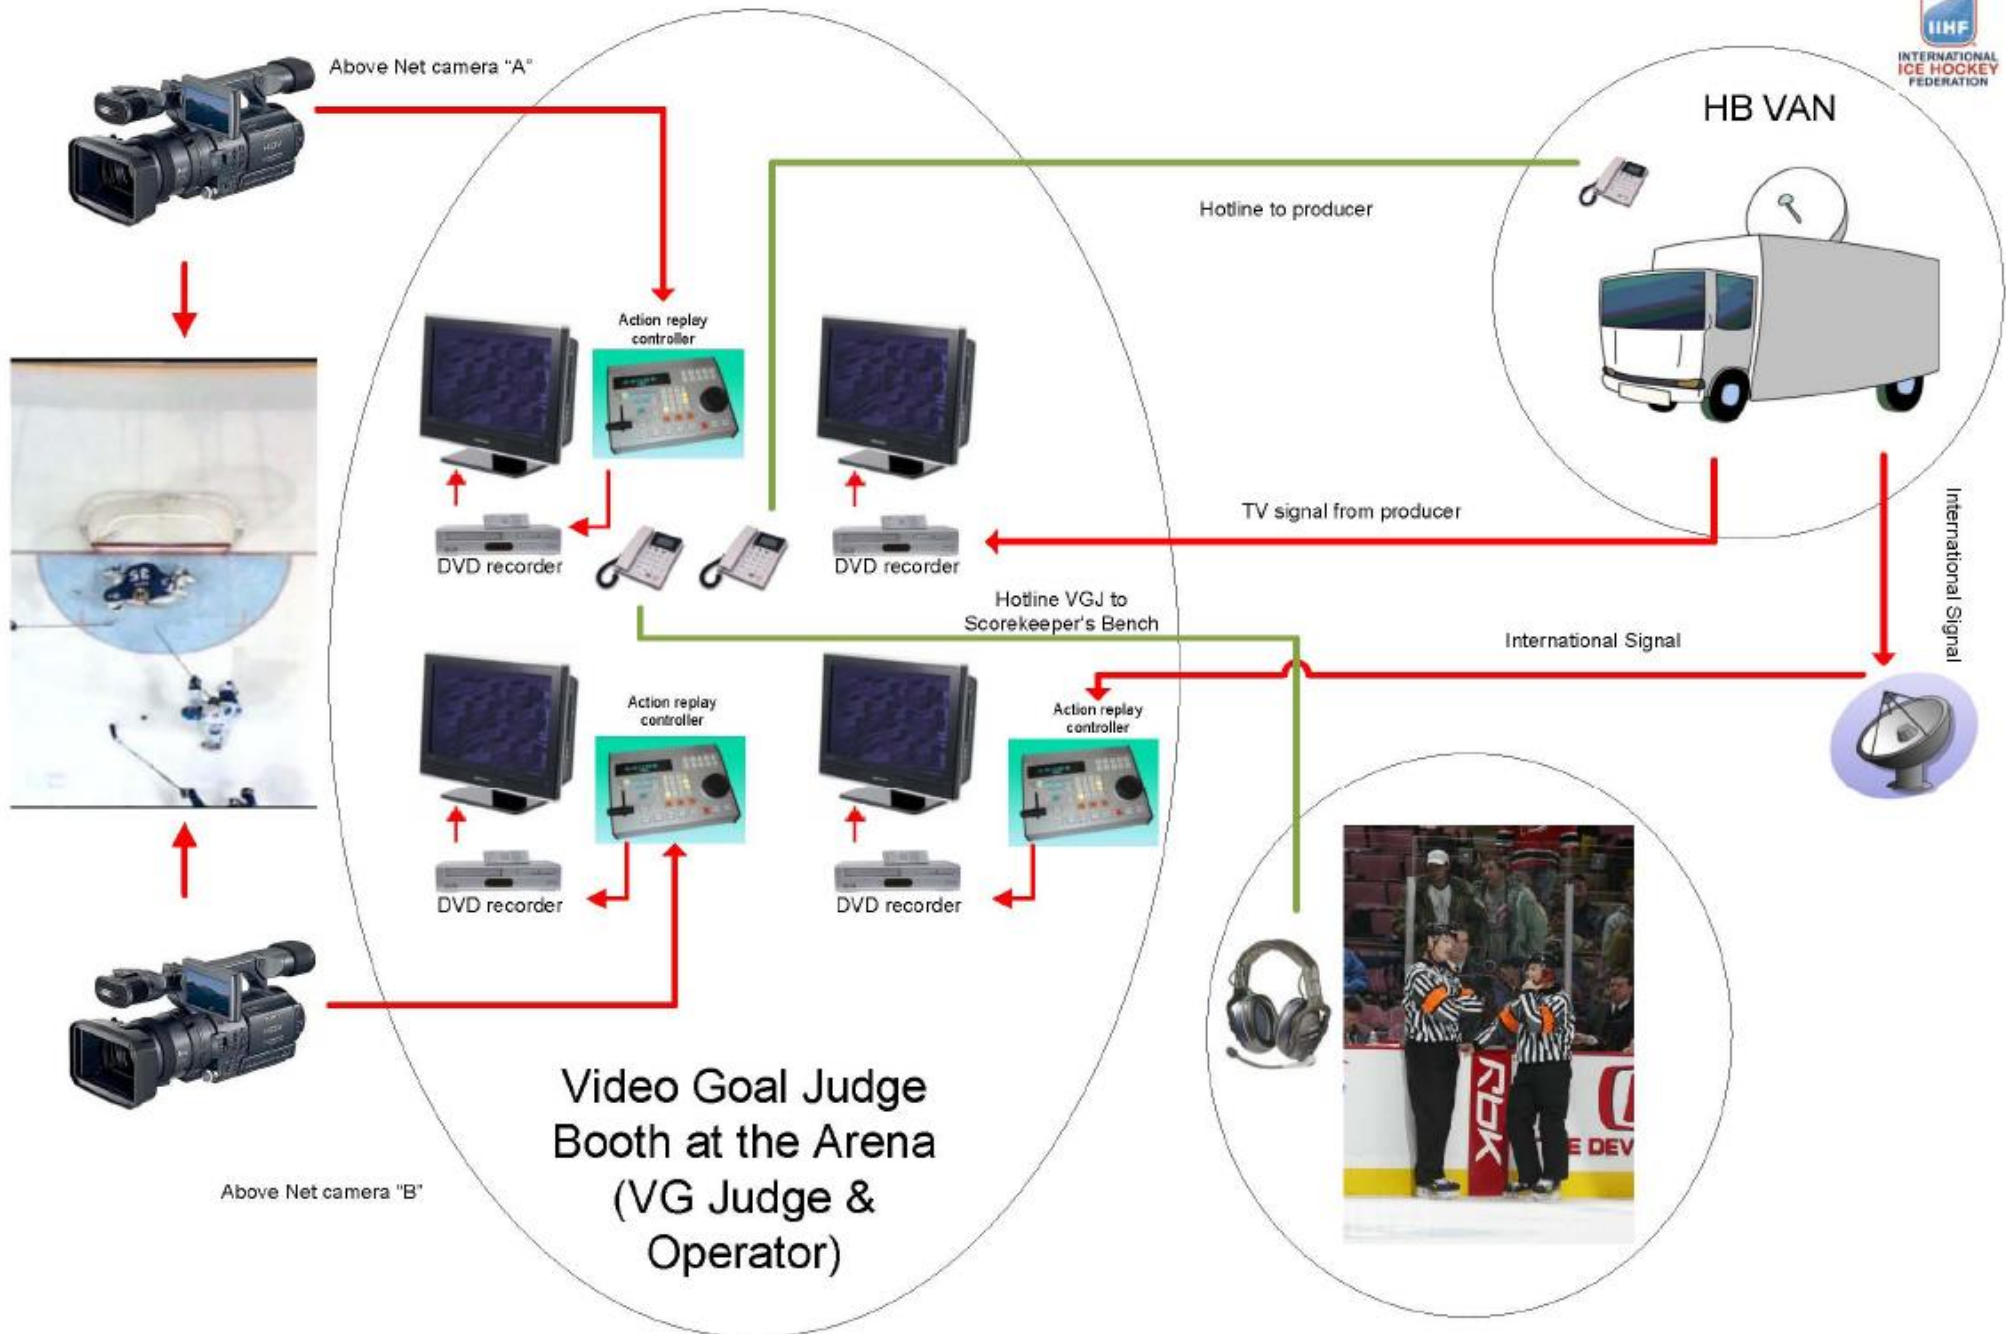 Above Net camera "A"
IIHF
INTERNATIONAL
ICE HOCKEY
FEDERATION
HB VAN
Hotline to producer
Action replay
controller
TV signal from producer
International Signal
DVD recorder
DVD recorder
Hotline VGJ to
Scorekeeper's Bench
International Signal
Action replay
controller
Action replay
controller
DVD recorder
DVD recorder
Above Net camera "B"
Video Goal Judge
Booth at the Arena
(VG Judge &
Operator)
RBK
E DEV